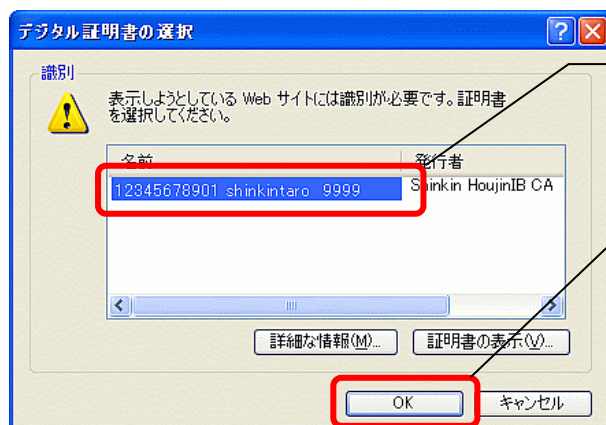 デジタル証明書の選択
識別
表示しようとしている Web サイトには識別が必要です。証明書
を選択してください。
名前 発行者
12345678901 shinkintaro 9999 Shinkin HoujinIB CA
詳細な情報(M)... 証明書の表示(V)...
OK キャンセル